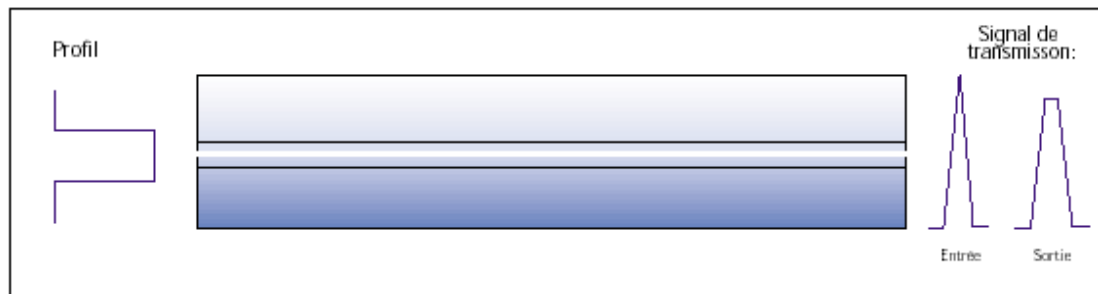 Profil
Signal de
transmisson:
Entrée
Sortie